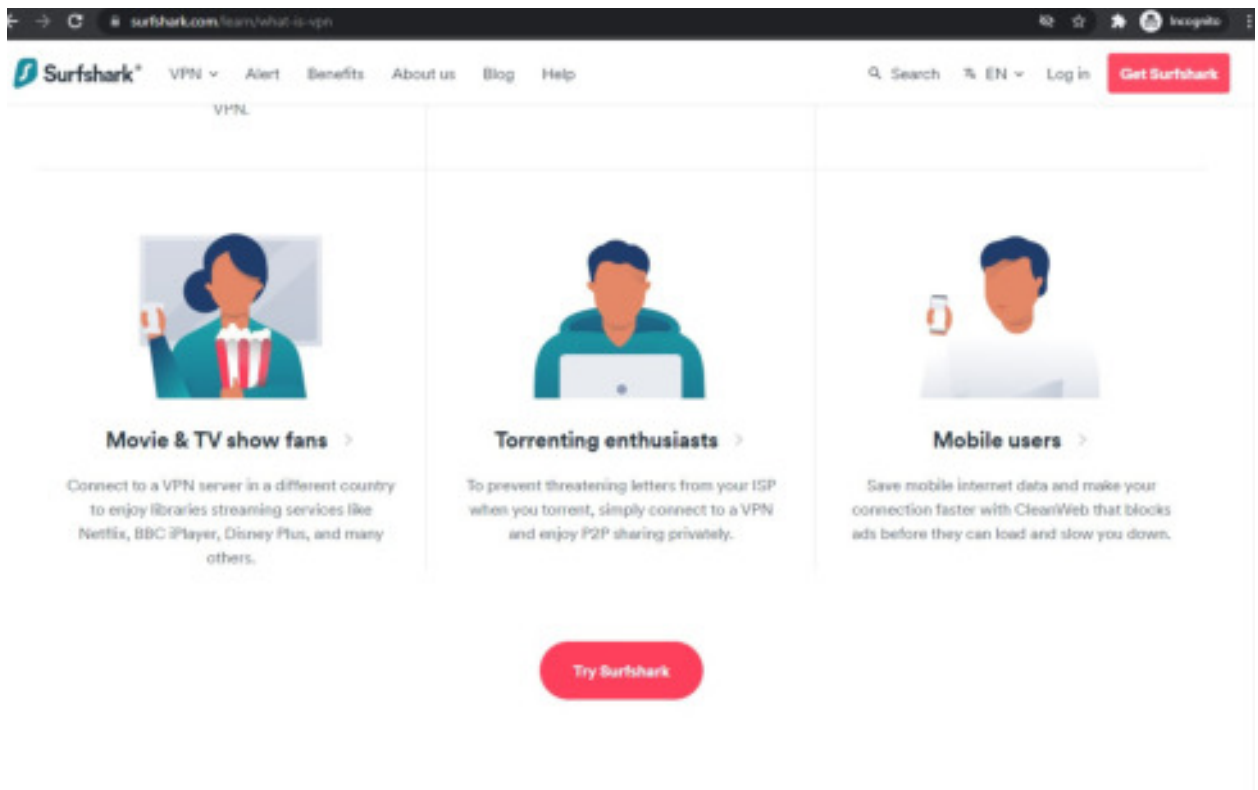 surfshark.com/learn/what-is-vpn
Incognito
Surfshark®
VPN
Alert
Benefits
About us
Blog
Help
Search
EN
Log in
Get Surfshark
VPN.
Movie & TV show fans
Connect to a VPN server in a different country
to enjoy libraries streaming services like
Netflix, BBC iPlayer, Disney Plus, and many
others.
Torrenting enthusiasts
To prevent threatening letters from your ISP
when you torrent, simply connect to a VPN
and enjoy P2P sharing privately.
Mobile users
Save mobile internet data and make your
connection faster with CleanWeb that blocks
ads before they can load and slow you down.
Try Surfshark